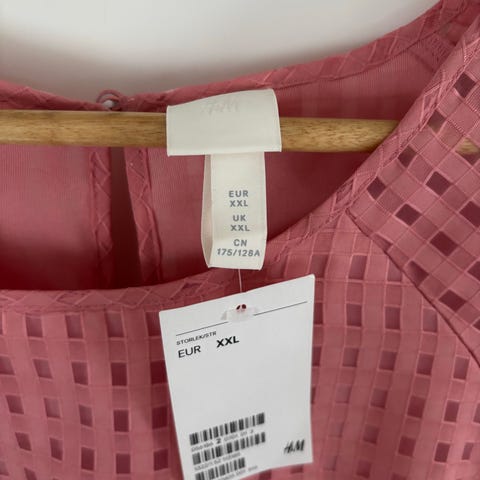 H&M
EUR
XXL
UK
XXL
CN
175/128A
STORLEK/STR
EUR XXL
H&M